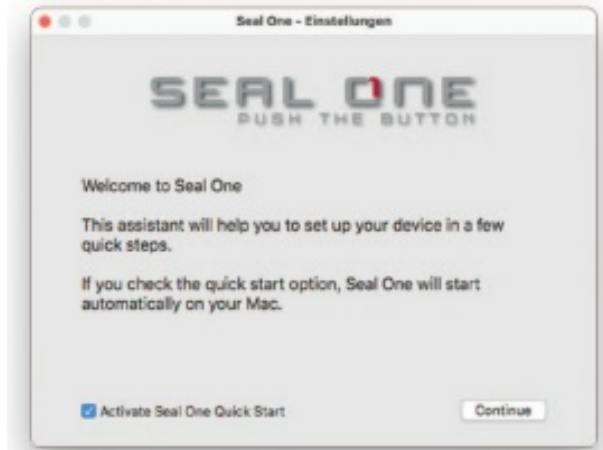 Seal One - Einstellungen
SEAL ONE
PUSH THE BUTTON
Welcome to Seal One
This assistant will help you to set up your device in a few
quick steps.
If you check the quick start option, Seal One will start
automatically on your Mac.
Activate Seal One Quick Start
Continue